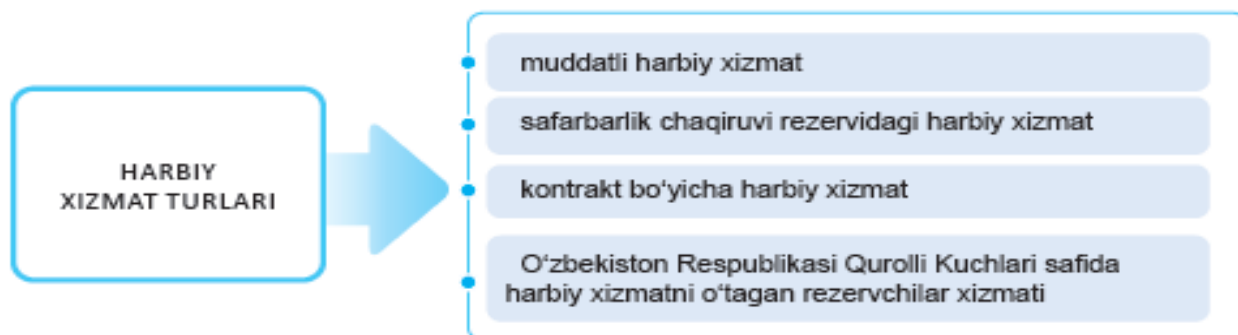 HARBIY
XIZMAT TURLARI
muddatli harbiy xizmat
safarbarlik chaqiruvi rezervidagi harbiy xizmat
kontrakt bo‘yicha harbiy xizmat
O‘zbekiston Respublikasi Qurolli Kuchlari safida
harbiy xizmatni o‘tagan rezervchilar xizmati